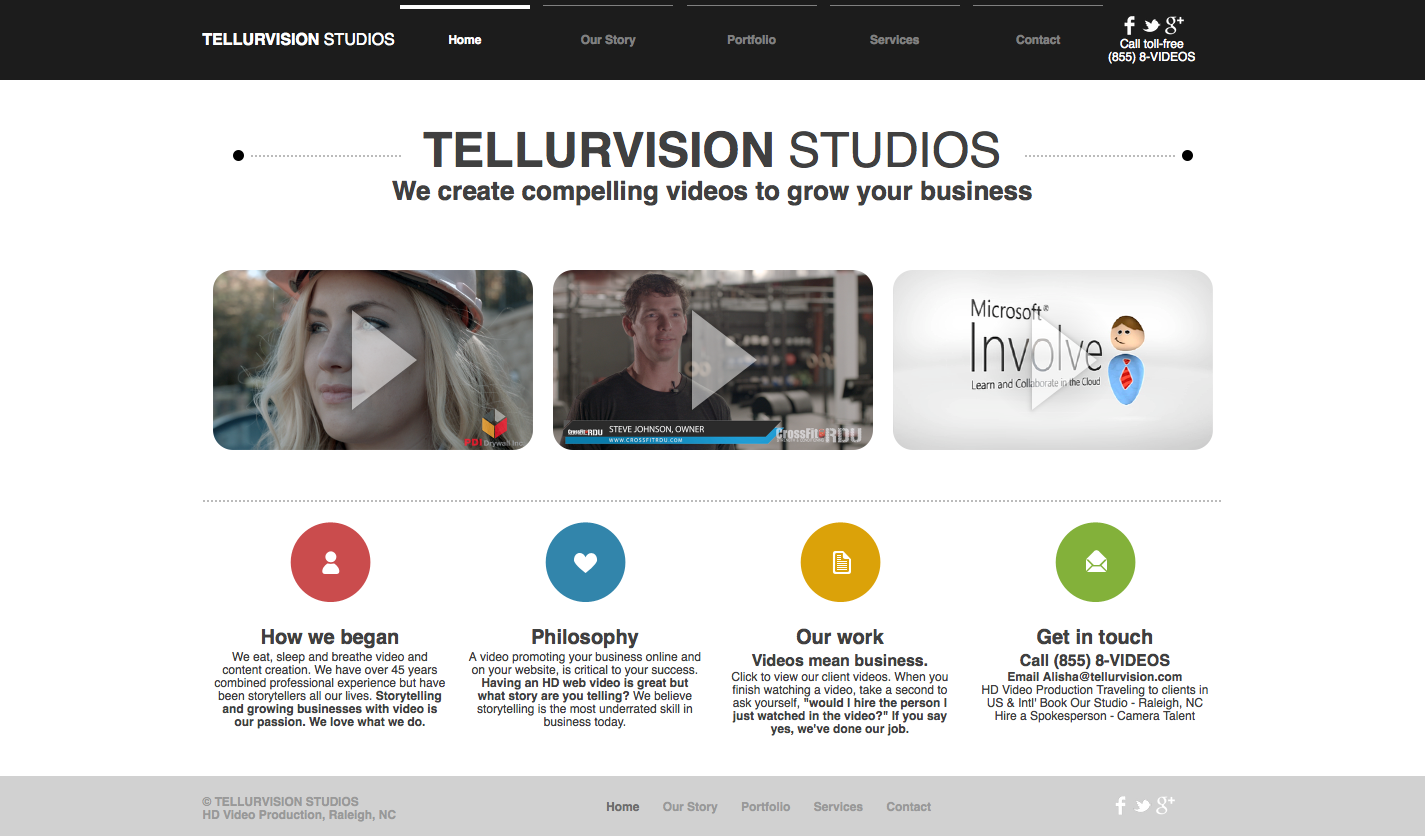 TELLURVISION STUDIOS
Home
Our Story
Portfolio
Services
Contact
Call toll-free
(855) 8-VIDEOS
TELLURVISION STUDIOS
We create compelling videos to grow your business
PDI Drywall Inc
CrossFit RDU
STEVE JOHNSON, OWNER
WWW.CROSSFITRDU.COM
CrossFit RDU
Microsoft®
Involve
Learn and Collaborate in the Cloud
How we began
We eat, sleep and breathe video and
content creation. We have over 45 years
combined professional experience but have
been storytellers all our lives. Storytelling
and growing businesses with video is
our passion. We love what we do.
Philosophy
A video promoting your business online and
on your website, is critical to your success.
Having an HD web video is great but
what story are you telling? We believe
storytelling is the most underrated skill in
business today.
Our work
Videos mean business.
Click to view our client videos. When you
finish watching a video, take a second to
ask yourself, "would I hire the person I
just watched in the video?" If you say
yes, we've done our job.
Get in touch
Call (855) 8-VIDEOS
Email Alisha@tellurvision.com
HD Video Production Traveling to clients in
US & Intl' Book Our Studio - Raleigh, NC
Hire a Spokesperson - Camera Talent
© TELLURVISION STUDIOS
HD Video Production, Raleigh, NC
Home
Our Story
Portfolio
Services
Contact